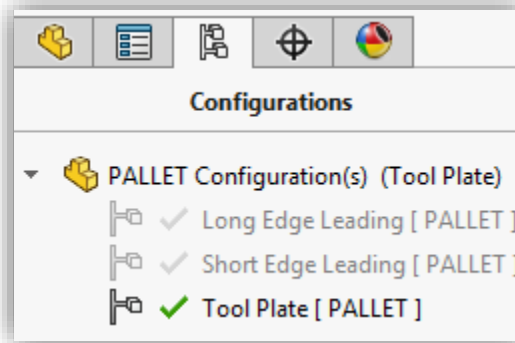 Configurations
PALLET Configuration(s) (Tool Plate)
Long Edge Leading [ PALLET ]
Short Edge Leading [ PALLET ]
Tool Plate [ PALLET ]